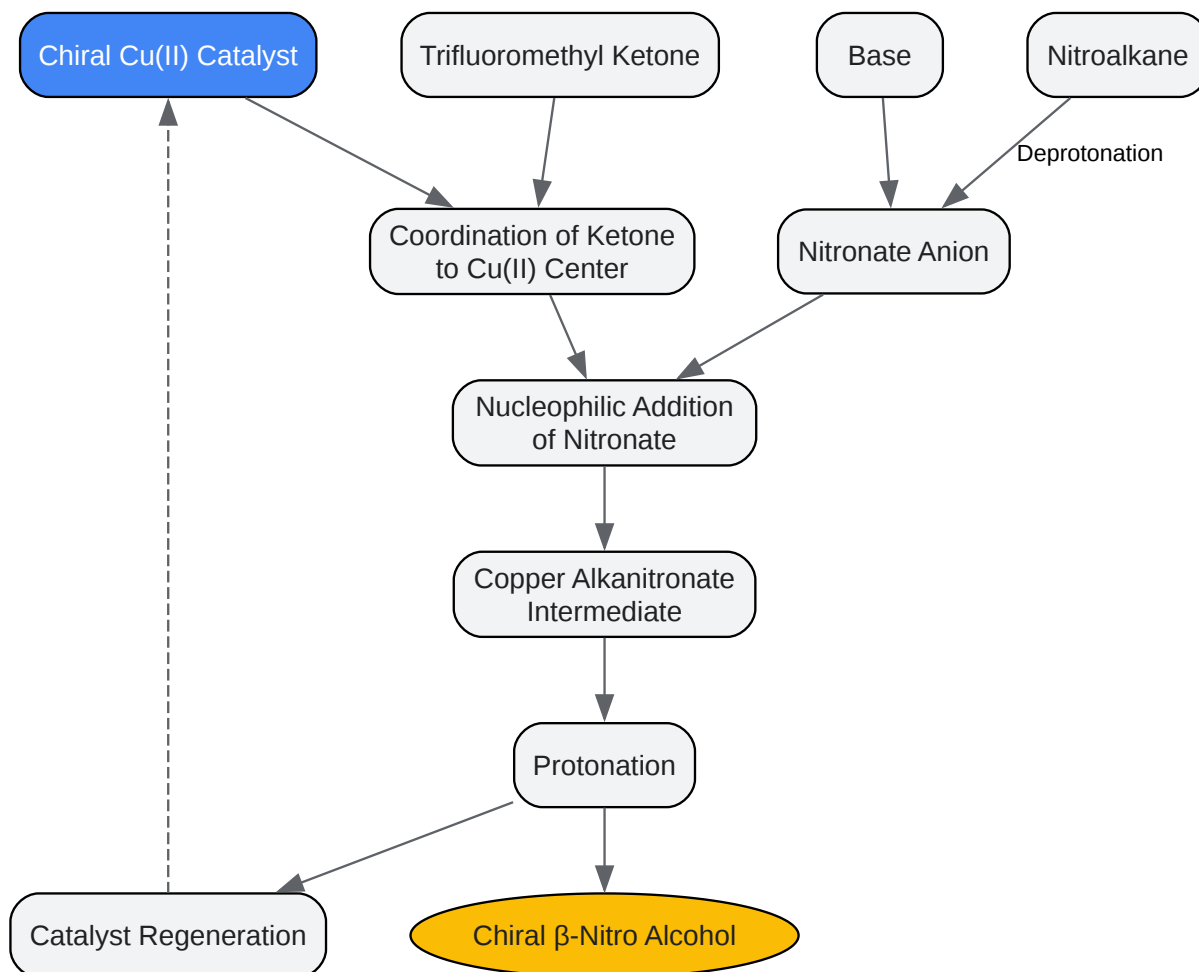 Chiral Cu(II) Catalyst
Trifluoromethyl Ketone
Base
Nitroalkane
Deprotonation
Coordination of Ketone
to Cu(II) Center
Nitronate Anion
Nucleophilic Addition
of Nitronate
Copper Alkanitronate
Intermediate
Protonation
Catalyst Regeneration
Chiral β-Nitro Alcohol